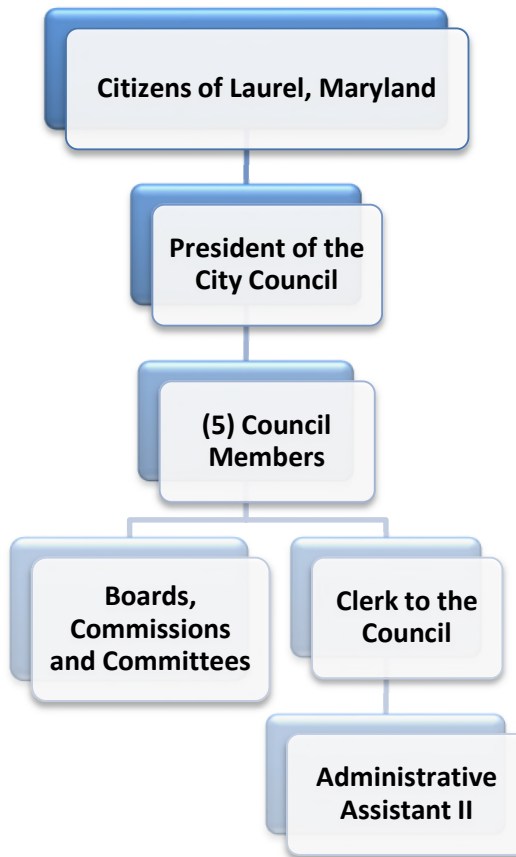 Citizens of Laurel, Maryland
President of the
City Council
(5) Council
Members
Boards,
Commissions
and Committees
Clerk to the
Council
Administrative
Assistant II